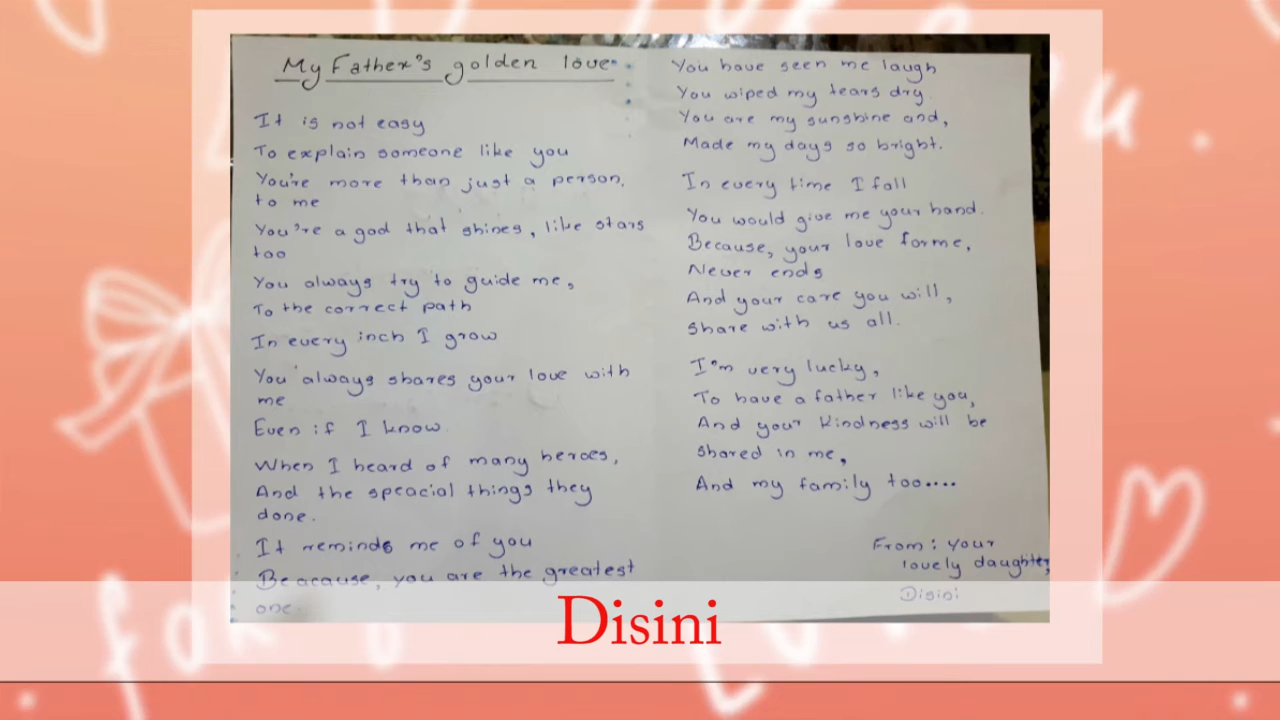 My Father's golden love
It is not easy
To explain someone like you
You're more than just a person,
to me
You're a god that shines, like stars
too
You always try to guide me,
To the correct path
In every inch I grow
You always shares your love with
me
Even if I know
When I heard of many heroes,
And the speacial things they
done.
It reminds me of you
Beacause, you are the greatest
one.
You have seen me laugh
You wiped my tears dry
You are my sunshine and,
Made my days so bright.
In every time I fall
You would give me your hand.
Because, your love for me,
Never ends
And your care you will,
share with us all.
I'm very lucky,
To have a father like you,
And your kindness will be
shared in me,
And my family too....
From: your
lovely daughter,
Disini
Disini